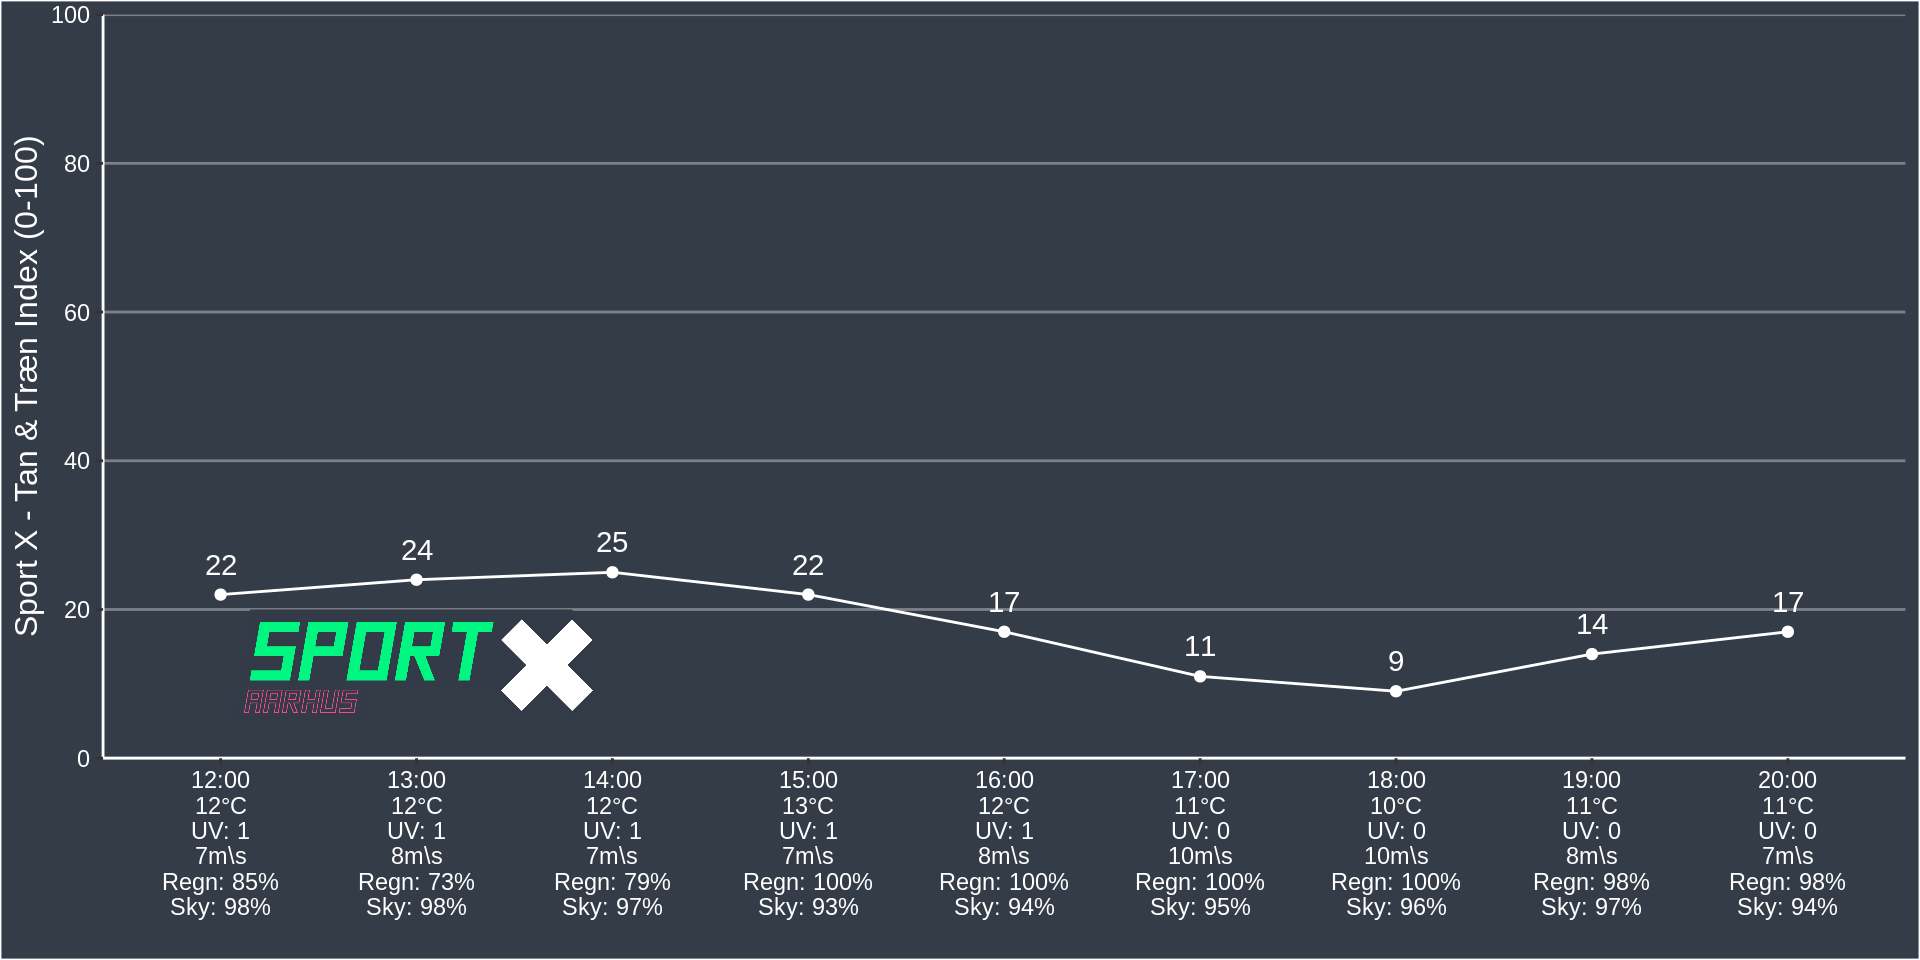 Sport X - Tan & Træn Index (0-100)
100
80
60
40
20
0
22
24
25
22
17
11
9
14
17
SPORT X
AARHUS
12:00
12°C
UV: 1
7m\s
Regn: 85%
Sky: 98%
13:00
12°C
UV: 1
8m\s
Regn: 73%
Sky: 98%
14:00
12°C
UV: 1
7m\s
Regn: 79%
Sky: 97%
15:00
13°C
UV: 1
7m\s
Regn: 100%
Sky: 93%
16:00
12°C
UV: 1
8m\s
Regn: 100%
Sky: 94%
17:00
11°C
UV: 0
10m\s
Regn: 100%
Sky: 95%
18:00
10°C
UV: 0
10m\s
Regn: 100%
Sky: 96%
19:00
11°C
UV: 0
8m\s
Regn: 98%
Sky: 97%
20:00
11°C
UV: 0
7m\s
Regn: 98%
Sky: 94%